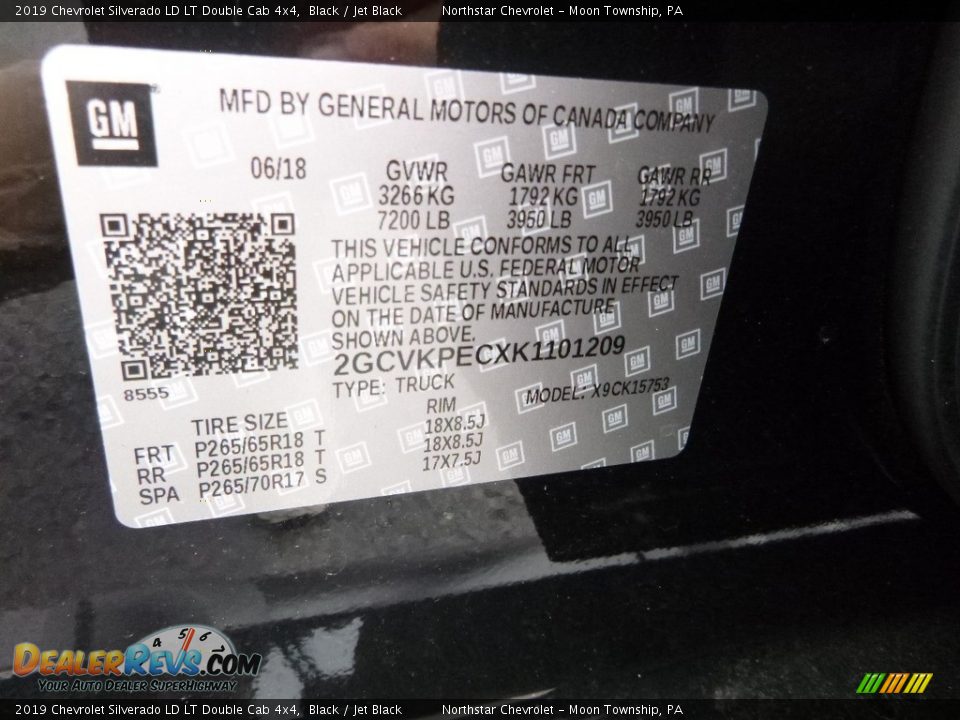 2019 Chevrolet Silverado LD LT Double Cab 4x4, Black / Jet Black Northstar Chevrolet - Moon Township, PA
GM
MFD BY GENERAL MOTORS OF CANADA COMPANY
06/18 GVWR GAWR FRT GAWR RR
3266 KG 1792 KG 1792 KG
7200 LB 3950 LB 3950 LB
THIS VEHICLE CONFORMS TO ALL
APPLICABLE U.S. FEDERAL MOTOR
VEHICLE SAFETY STANDARDS IN EFFECT
ON THE DATE OF MANUFACTURE
SHOWN ABOVE.
2GCVKPECXK1101209
8555
TYPE: TRUCK MODEL: X9CK15753
TIRE SIZE RIM
FRT P265/65R18 T 18X8.5J
RR P265/65R18 T 18X8.5J
SPA P265/70R17 S 17X7.5J
4 5 6
DEALERREVS.COM
YOUR AUTO DEALER SUPERHIGHWAY
2019 Chevrolet Silverado LD LT Double Cab 4x4, Black / Jet Black Northstar Chevrolet - Moon Township, PA